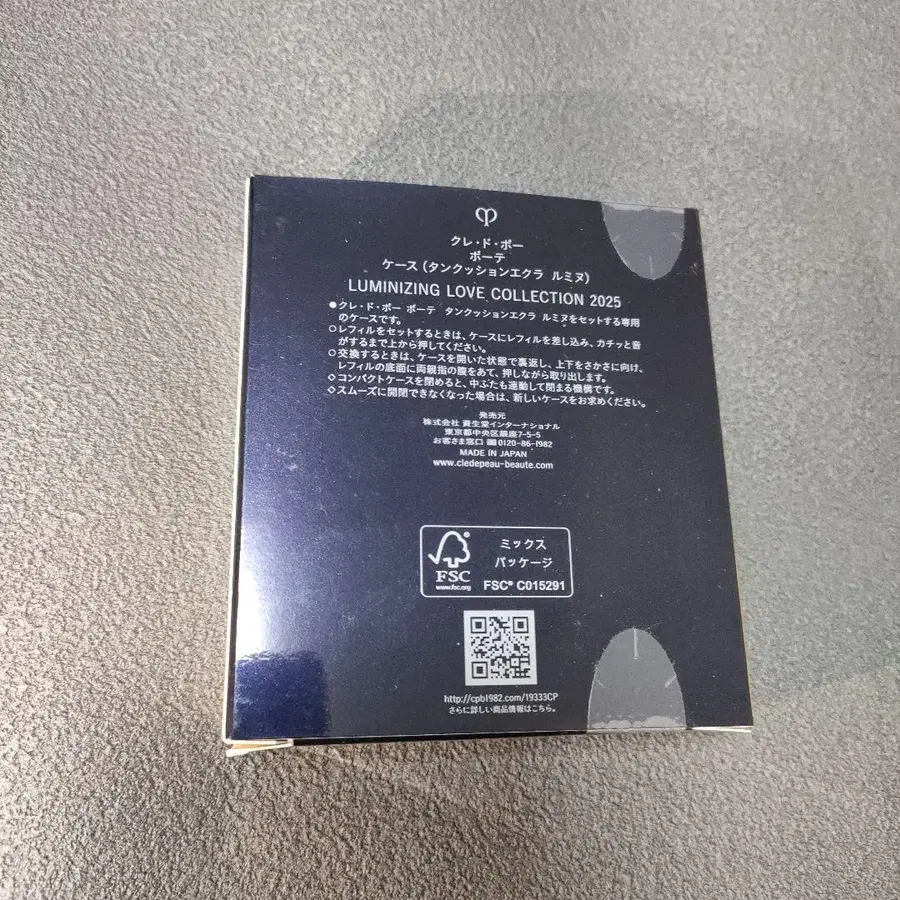 クレ・ド・ポー
ボーテ
ケース (タンクッションエクラ ルミヌ)
LUMINIZING LOVE COLLECTION 2025
●クレ・ド・ポー ボーテ タンクッションエクラ ルミヌをセットする専用
のケースです。
○レフィルをセットするときは、ケースにレフィルを差し込み、カチッと音
がするまで上から押してください。
○交換するときは、ケースを開いた状態で裏返し、上下をさかさに向け、
レフィルの底面に両親指の腹をあて、押しながら取り出します。
◇コンパクトケースを閉めると、中ぶたも連動して閉まる機構です。
◇スムーズに開閉できなくなった場合は、新しいケースをお求めください。
発売元
株式会社 資生堂インターナショナル
東京都中央区銀座7-5-5
お客さま窓口 0120-86-1982
MADE IN JAPAN
www.cledepeau-beaute.com
FSC
www.fsc.org
ミックス
パッケージ
FSC® C015291
http://cpb1982.com/19333CP
さらに詳しい商品情報はこちら。